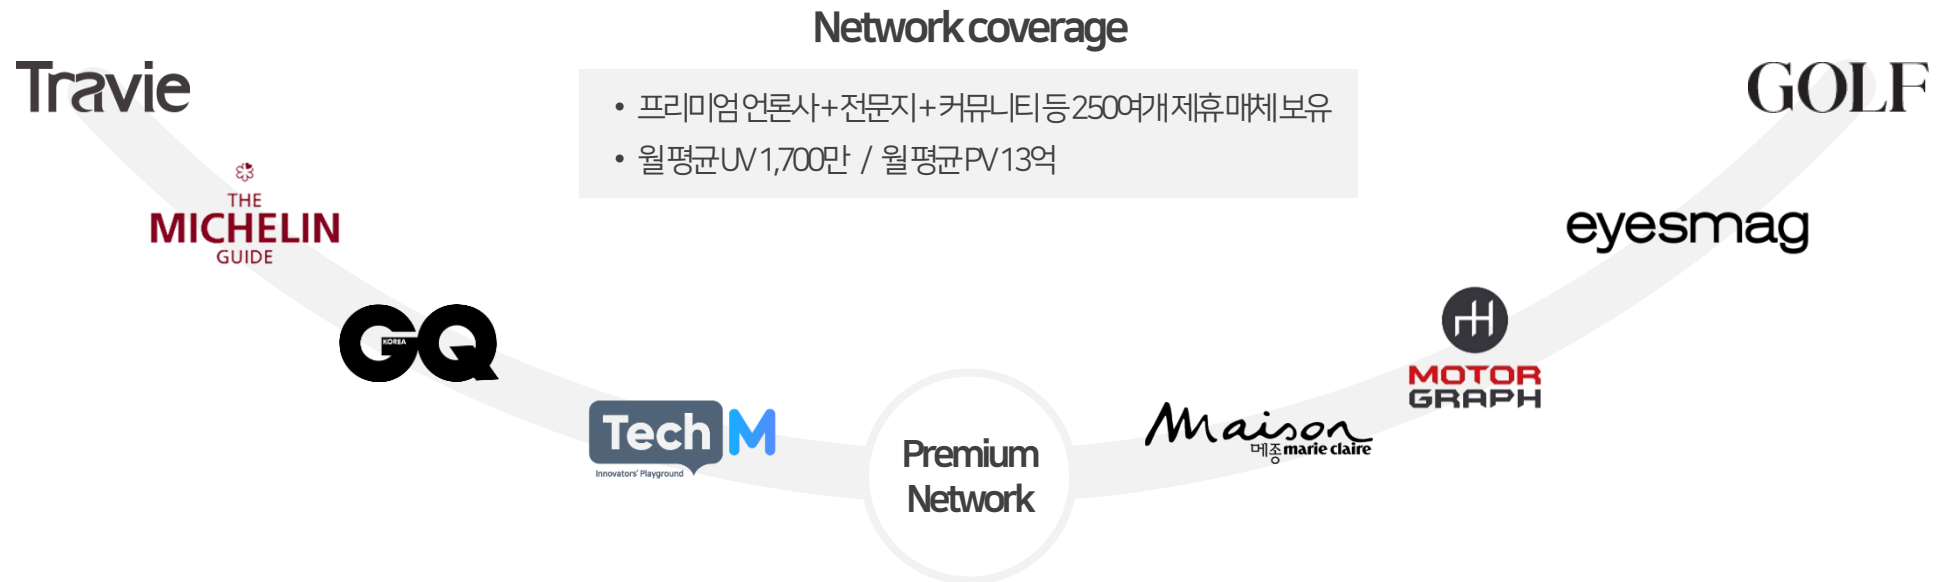 Network coverage
• 프리미엄 언론사 + 전문지 + 커뮤니티 등 250여개 제휴 매체 보유
• 월 평균 UV 1,700만 / 월 평균 PV 13억
Travie
GOLF
THE
MICHELIN
GUIDE
eyesmag
GQ
KOREA
MOTOR
GRAPH
Tech M
Innovators' Playground
Maison
메종 marie claire
Premium
Network